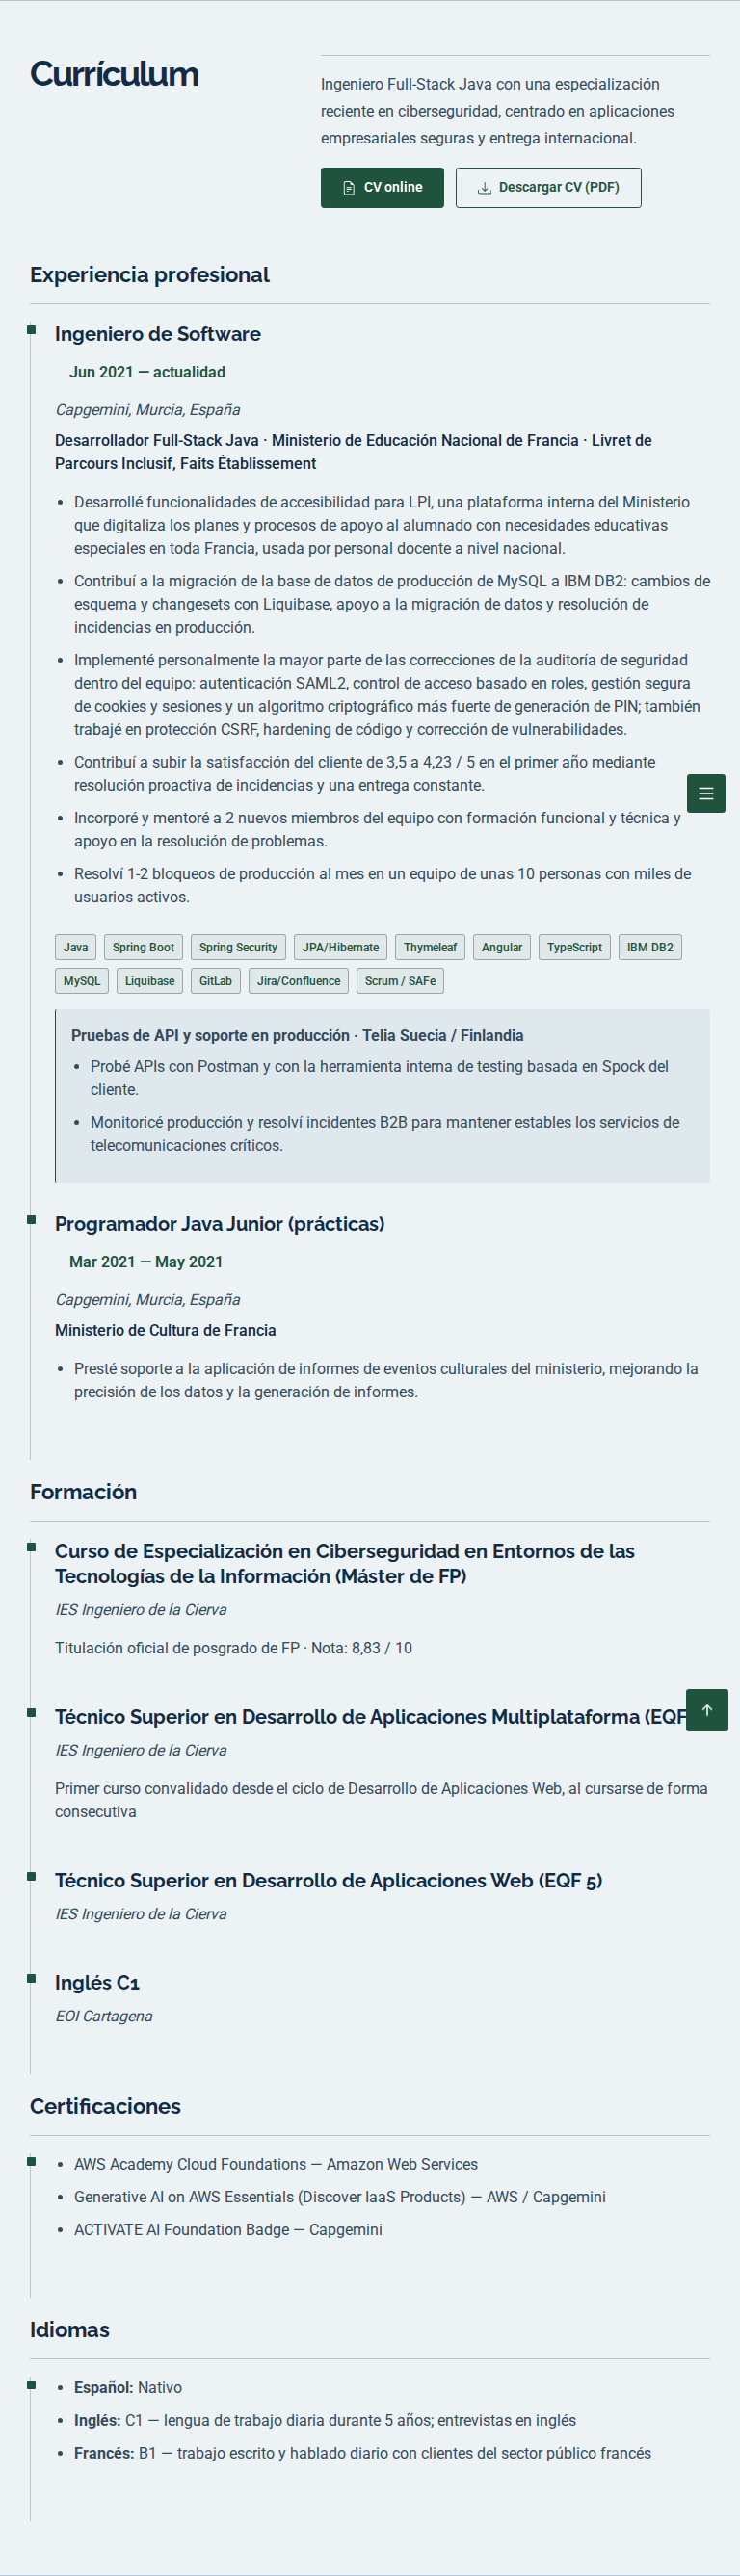 Currículum
Ingeniero Full-Stack Java con una especialización
reciente en ciberseguridad, centrado en aplicaciones
empresariales seguras y entrega internacional.
CV online
Descargar CV (PDF)
Experiencia profesional
Ingeniero de Software
Jun 2021 — actualidad
Capgemini, Murcia, España
Desarrollador Full-Stack Java · Ministerio de Educación Nacional de Francia · Livret de
Parcours Inclusif, Faits Établissement
• Desarrollé funcionalidades de accesibilidad para LPI, una plataforma interna del Ministerio
que digitaliza los planes y procesos de apoyo al alumnado con necesidades educativas
especiales en toda Francia, usada por personal docente a nivel nacional.
• Contribuí a la migración de la base de datos de producción de MySQL a IBM DB2: cambios de
esquema y changesets con Liquibase, apoyo a la migración de datos y resolución de
incidencias en producción.
• Implementé personalmente la mayor parte de las correcciones de la auditoría de seguridad
dentro del equipo: autenticación SAML2, control de acceso basado en roles, gestión segura
de cookies y sesiones y un algoritmo criptográfico más fuerte de generación de PIN; también
trabajé en protección CSRF, hardening de código y corrección de vulnerabilidades.
• Contribuí a subir la satisfacción del cliente de 3,5 a 4,23 / 5 en el primer año mediante
resolución proactiva de incidencias y una entrega constante.
• Incorporé y mentoré a 2 nuevos miembros del equipo con formación funcional y técnica y
apoyo en la resolución de problemas.
• Resolví 1-2 bloqueos de producción al mes en un equipo de unas 10 personas con miles de
usuarios activos.
Java Spring Boot Spring Security JPA/Hibernate Thymeleaf Angular TypeScript IBM DB2
MySQL Liquibase GitLab Jira/Confluence Scrum / SAFe
Pruebas de API y soporte en producción · Telia Suecia / Finlandia
• Probé APIs con Postman y con la herramienta interna de testing basada en Spock del
cliente.
• Monitoricé producción y resolví incidentes B2B para mantener estables los servicios de
telecomunicaciones críticos.
Programador Java Junior (prácticas)
Mar 2021 — May 2021
Capgemini, Murcia, España
Ministerio de Cultura de Francia
• Presté soporte a la aplicación de informes de eventos culturales del ministerio, mejorando la
precisión de los datos y la generación de informes.
Formación
Curso de Especialización en Ciberseguridad en Entornos de las
Tecnologías de la Información (Máster de FP)
IES Ingeniero de la Cierva
Titulación oficial de posgrado de FP · Nota: 8,83 / 10
Técnico Superior en Desarrollo de Aplicaciones Multiplataforma (EQF
IES Ingeniero de la Cierva
Primer curso convalidado desde el ciclo de Desarrollo de Aplicaciones Web, al cursarse de forma
consecutiva
Técnico Superior en Desarrollo de Aplicaciones Web (EQF 5)
IES Ingeniero de la Cierva
Inglés C1
EOI Cartagena
Certificaciones
• AWS Academy Cloud Foundations — Amazon Web Services
• Generative AI on AWS Essentials (Discover IaaS Products) — AWS / Capgemini
• ACTIVATE AI Foundation Badge — Capgemini
Idiomas
• Español: Nativo
• Inglés: C1 — lengua de trabajo diaria durante 5 años; entrevistas en inglés
• Francés: B1 — trabajo escrito y hablado diario con clientes del sector público francés